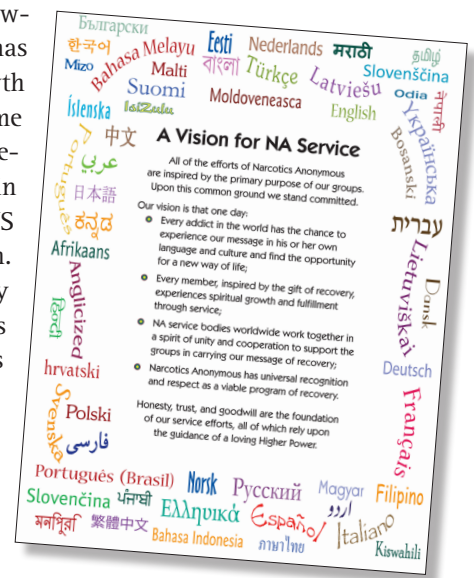 w-
has
rth
me
e-
in
VS
n.
y
s
s
Български
한국어
Mizo
Bahasa Melayu
Eesti
Nederlands
मराठी
தமிழ்
Malti
বাংলা
Türkçe
Latviešu
Slovenščina
नेपाली
Suomi
Moldoveneasca
English
Odia
Українська
Íslenska
IsiZulu
Bosanski
Português
中文
عربي
日本語
ಕನ್ನಡ
Afrikaans
Anglicized
हिन्दी
hrvatski
Svenska
Polski
فارسی
A Vision for NA Service
All of the efforts of Narcotics Anonymous
are inspired by the primary purpose of our groups.
Upon this common ground we stand committed.
Our vision is that one day:
Every addict in the world has the chance to
experience our message in his or her own
language and culture and find the opportunity
for a new way of life;
Every member, inspired by the gift of recovery,
experiences spiritual growth and fulfillment
through service;
NA service bodies worldwide work together in
a spirit of unity and cooperation to support the
groups in carrying our message of recovery;
Narcotics Anonymous has universal recognition
and respect as a viable program of recovery.
Honesty, trust, and goodwill are the foundation
of our service efforts, all of which rely upon
the guidance of a loving Higher Power.
עברית
Lietuviškai
Dansk
Deutsch
Français
Português (Brasil)
Norsk
Русский
Magyar
Filipino
Slovenčina
ਪੰਜਾਬੀ
Ελληνικά
Español
اردو
Italiano
মনিপুরি
繁體中文
Bahasa Indonesia
ภาษาไทย
Kiswahili